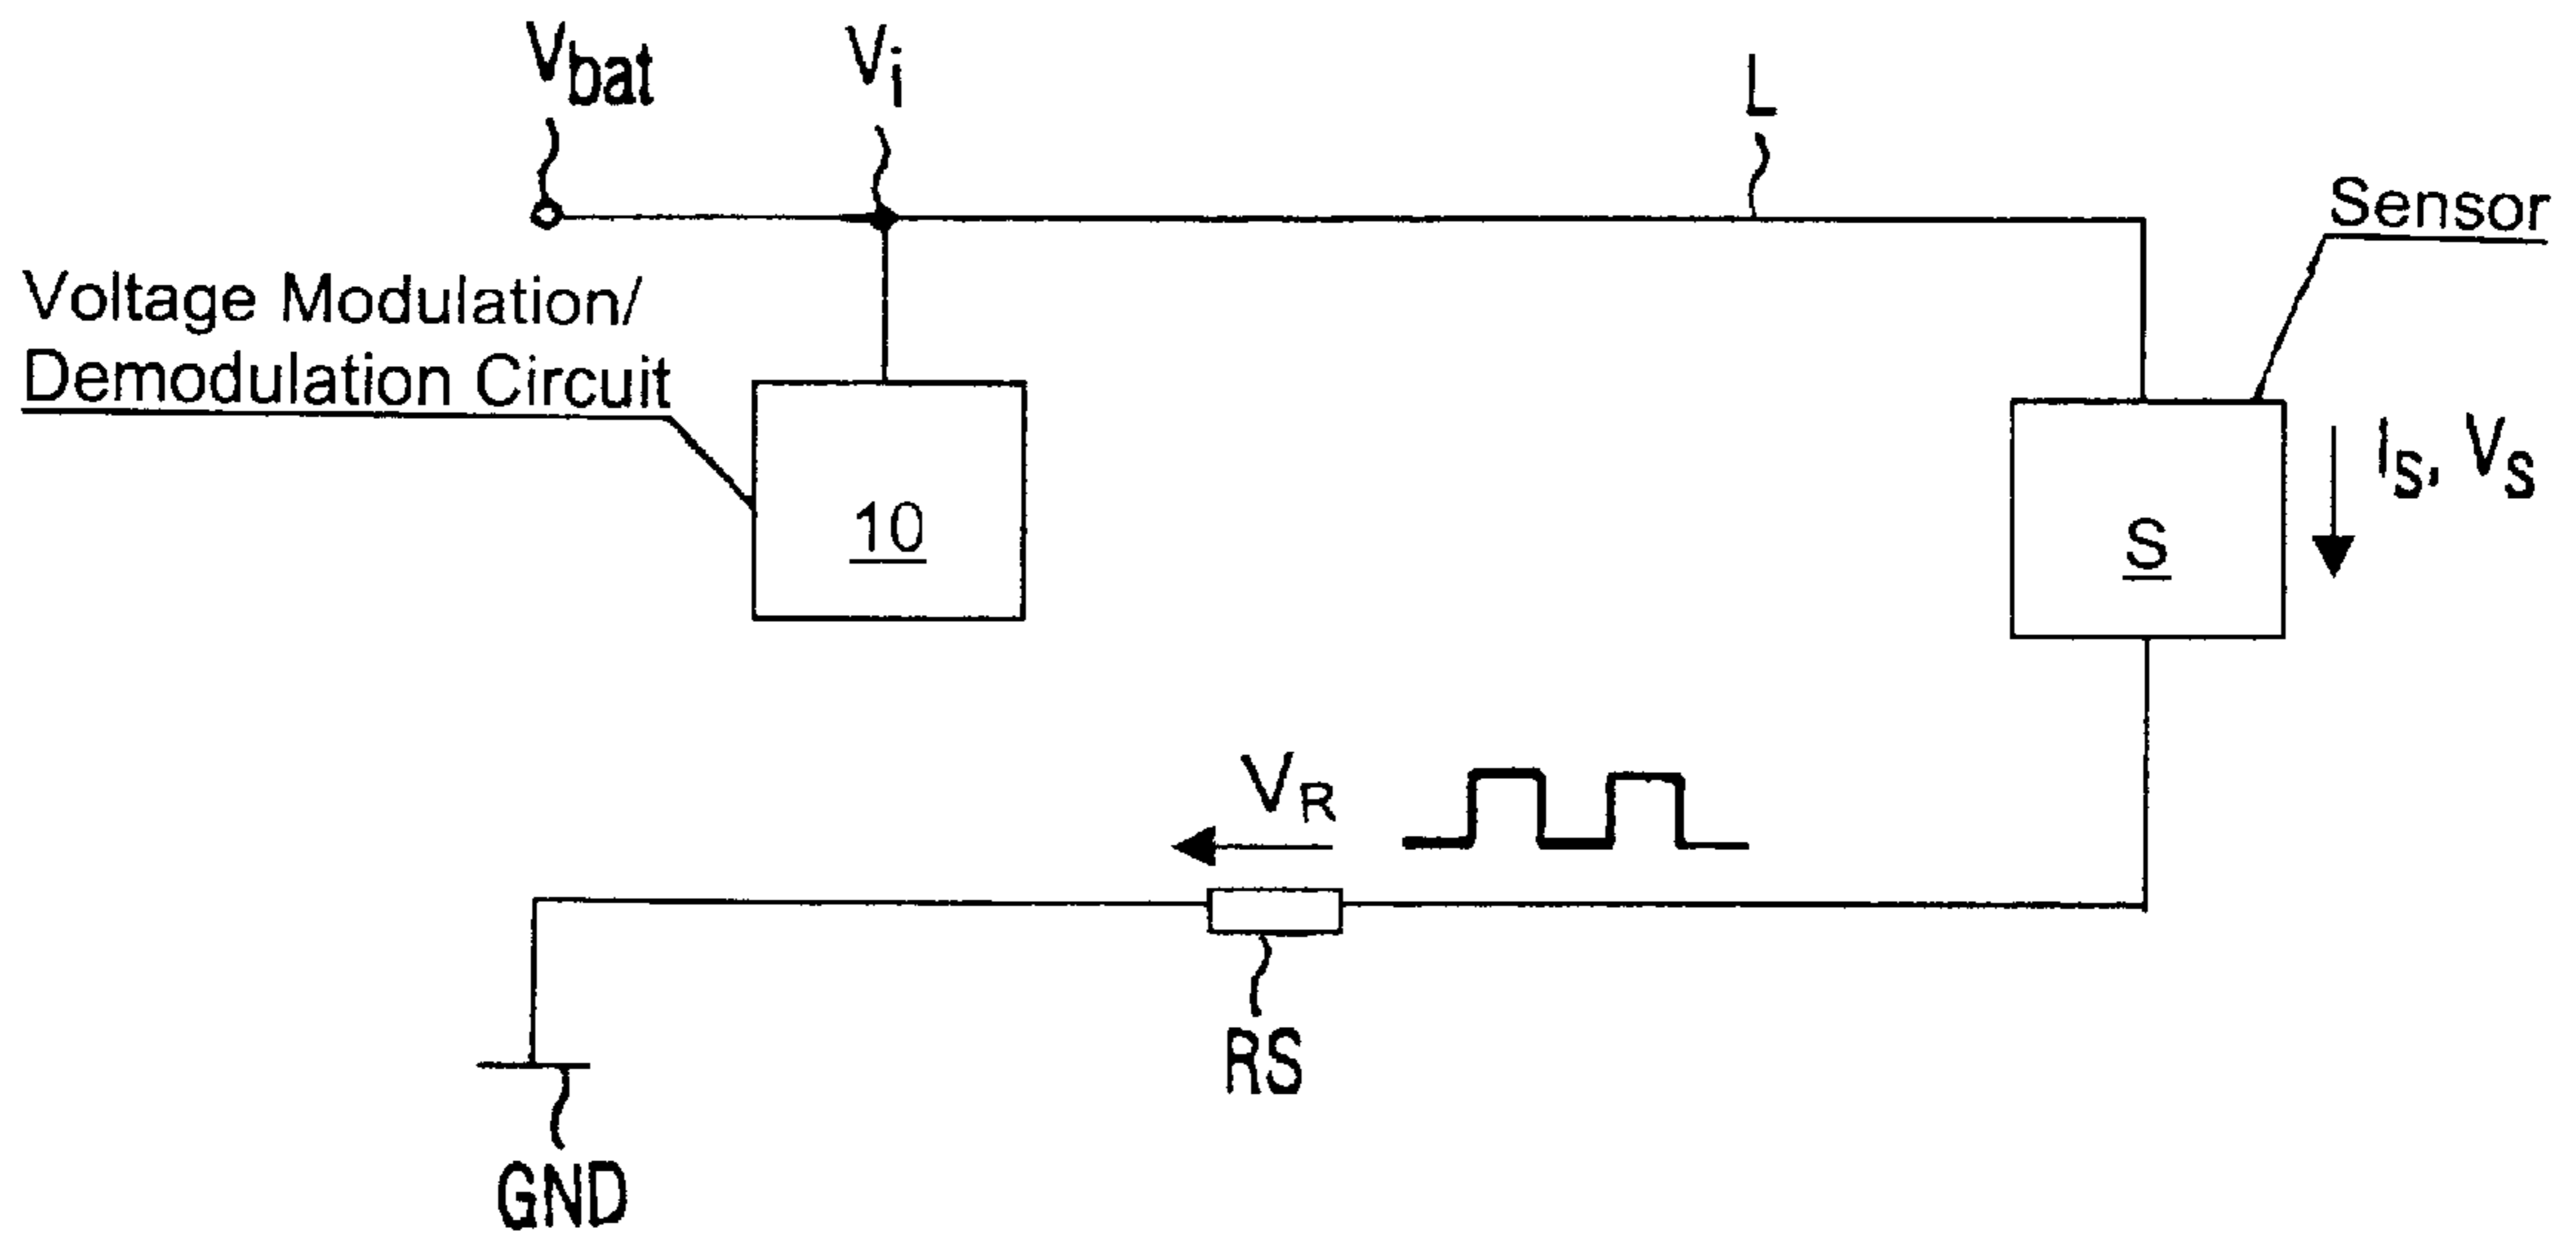 Vbat
Vi
L
Sensor
Voltage Modulation/
Demodulation Circuit
10
S
IS, VS
VR
RS
GND